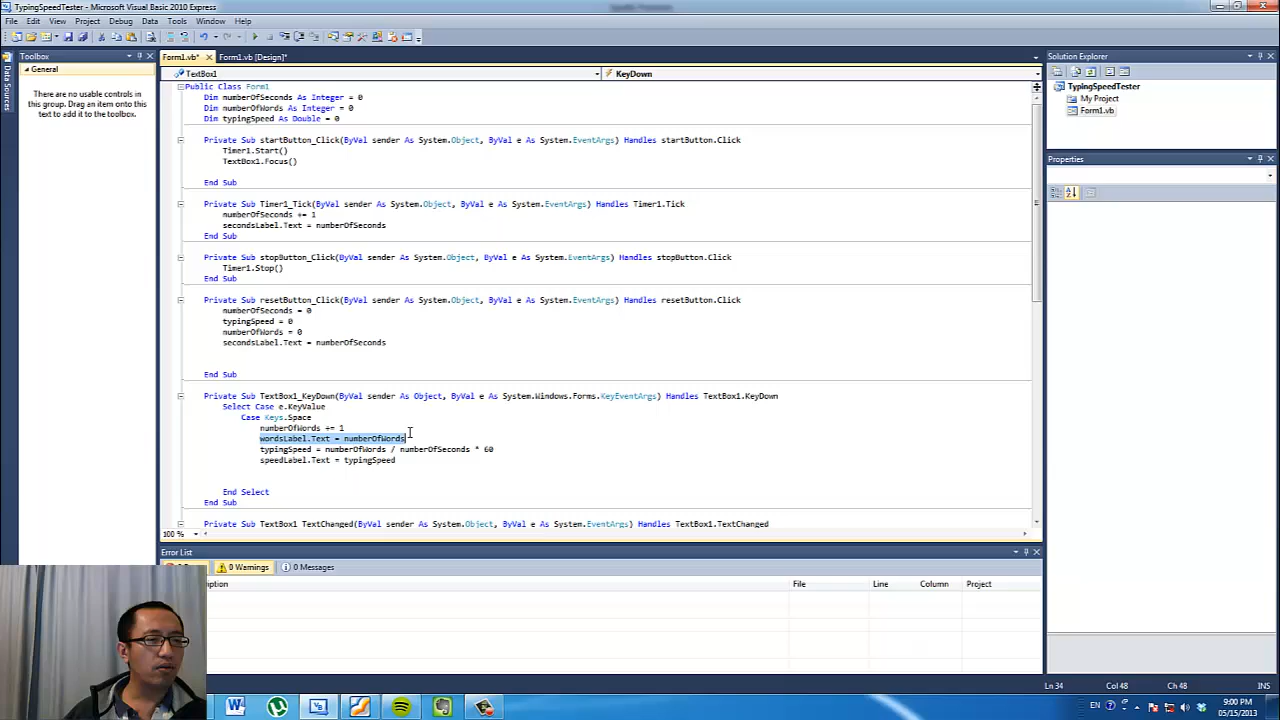 TypingSpeedTester - Microsoft Visual Basic 2010 Express
File Edit View Project Debug Data Tools Window Help
Toolbox
General
There are no usable controls in
this group. Drag an item onto this
text to add it to the toolbox.
Data Sources
Form1.vb* Form1.vb [Design]*
TextBox1 KeyDown
Public Class Form1
Dim numberOfSeconds As Integer = 0
Dim numberOfWords As Integer = 0
Dim typingSpeed As Double = 0
Private Sub startButton_Click(ByVal sender As System.Object, ByVal e As System.EventArgs) Handles startButton.Click
Timer1.Start()
TextBox1.Focus()
End Sub
Private Sub Timer1_Tick(ByVal sender As System.Object, ByVal e As System.EventArgs) Handles Timer1.Tick
numberOfSeconds += 1
secondsLabel.Text = numberOfSeconds
End Sub
Private Sub stopButton_Click(ByVal sender As System.Object, ByVal e As System.EventArgs) Handles stopButton.Click
Timer1.Stop()
End Sub
Private Sub resetButton_Click(ByVal sender As System.Object, ByVal e As System.EventArgs) Handles resetButton.Click
numberOfSeconds = 0
typingSpeed = 0
numberOfWords = 0
secondsLabel.Text = numberOfSeconds
End Sub
Private Sub TextBox1_KeyDown(ByVal sender As Object, ByVal e As System.Windows.Forms.KeyEventArgs) Handles TextBox1.KeyDown
Select Case e.KeyValue
Case Keys.Space
numberOfWords += 1
wordsLabel.Text = numberOfWords
typingSpeed = numberOfWords / numberOfSeconds * 60
speedLabel.Text = typingSpeed
End Select
End Sub
Private Sub TextBox1_TextChanged(ByVal sender As System.Object, ByVal e As System.EventArgs) Handles TextBox1.TextChanged
100 %
Error List
0 Warnings 0 Messages
File Line Column Project
Solution Explorer
TypingSpeedTester
My Project
Form1.vb
Properties
Ln 34 Col 48 Ch 48 INS
EN 9:00 PM
05/15/2013